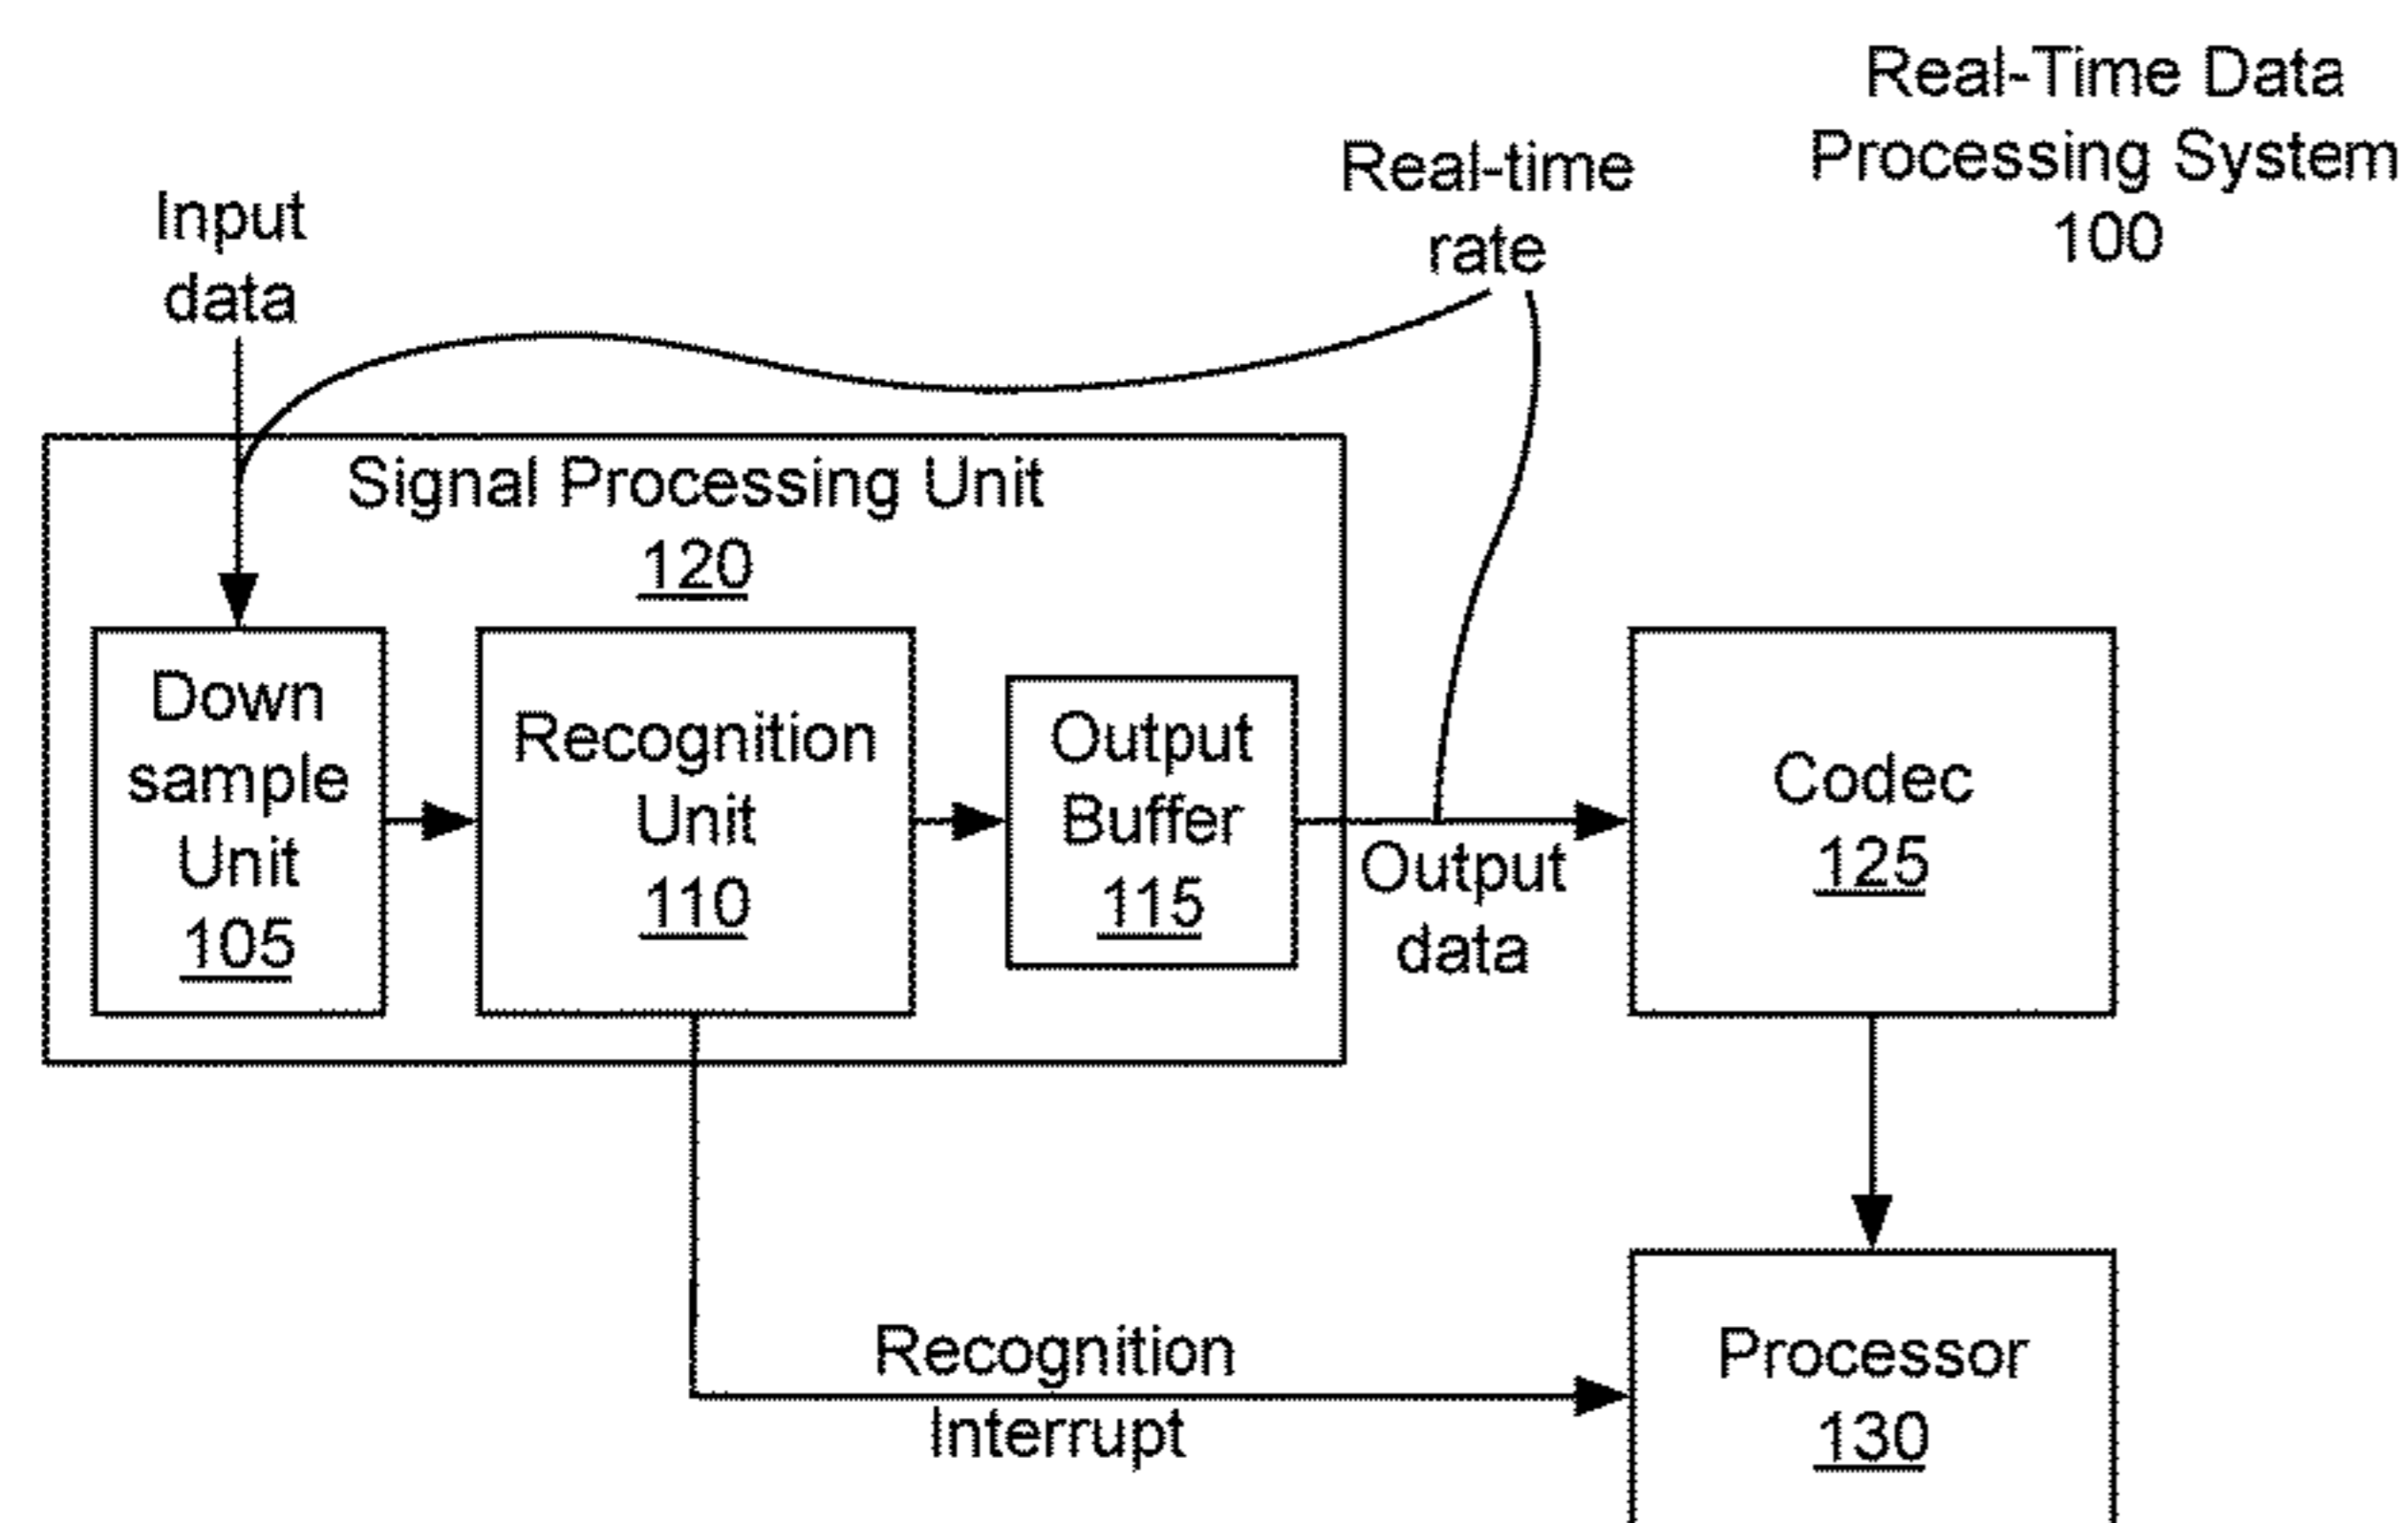 Real-Time Data
Processing System
100
Real-time
rate
Input
data
Signal Processing Unit
120
Down
sample
Unit
105
Recognition
Unit
110
Output
Buffer
115
Output
data
Codec
125
Recognition
Interrupt
Processor
130